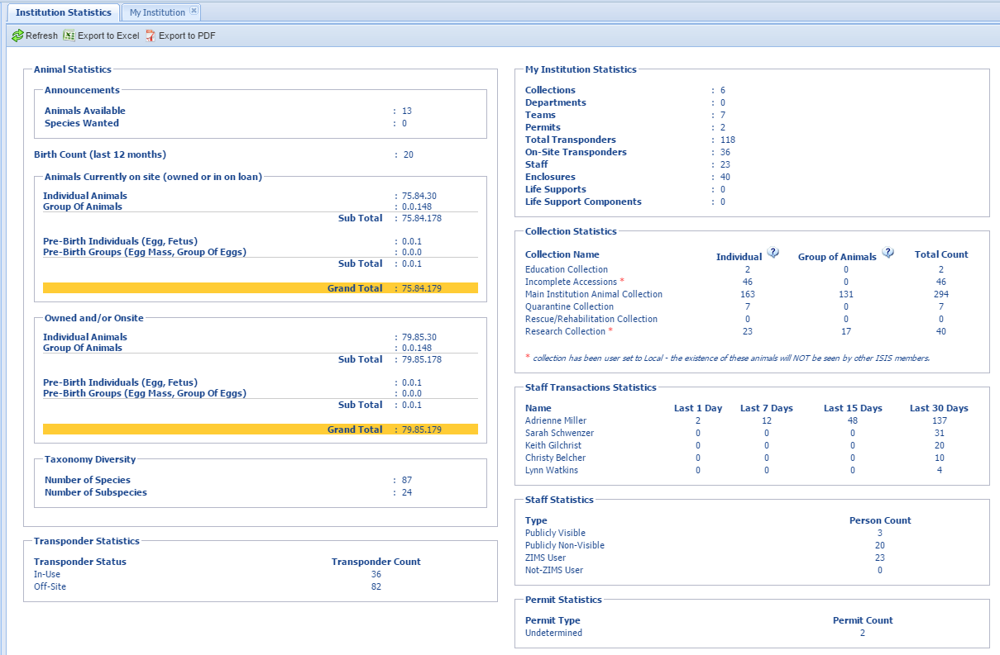 Institution Statistics My Institution
Refresh Export to Excel Export to PDF
Animal Statistics
Announcements
Animals Available : 13
Species Wanted : 0
Birth Count (last 12 months) : 20
Animals Currently on site (owned or in on loan)
Individual Animals : 75.84.30
Group Of Animals : 0.0.148
Sub Total : 75.84.178
Pre-Birth Individuals (Egg, Fetus) : 0.0.1
Pre-Birth Groups (Egg Mass, Group Of Eggs) : 0.0.0
Sub Total : 0.0.1
Grand Total : 75.84.179
Owned and/or Onsite
Individual Animals : 79.85.30
Group Of Animals : 0.0.148
Sub Total : 79.85.178
Pre-Birth Individuals (Egg, Fetus) : 0.0.1
Pre-Birth Groups (Egg Mass, Group Of Eggs) : 0.0.0
Sub Total : 0.0.1
Grand Total : 79.85.179
Taxonomy Diversity
Number of Species : 87
Number of Subspecies : 24
Transponder Statistics
Transponder Status Transponder Count
In-Use 36
Off-Site 82
My Institution Statistics
Collections : 6
Departments : 0
Teams : 7
Permits : 2
Total Transponders : 118
On-Site Transponders : 36
Staff : 23
Enclosures : 40
Life Supports : 0
Life Support Components : 0
Collection Statistics
Collection Name Individual ? Group of Animals ? Total Count
Education Collection 2 0 2
Incomplete Accessions * 46 0 46
Main Institution Animal Collection 163 131 294
Quarantine Collection 7 0 7
Rescue/Rehabilitation Collection 0 0 0
Research Collection * 23 17 40
* collection has been user set to Local - the existence of these animals will NOT be seen by other ISIS members.
Staff Transactions Statistics
Name Last 1 Day Last 7 Days Last 15 Days Last 30 Days
Adrienne Miller 2 12 48 137
Sarah Schwenzer 0 0 0 31
Keith Gilchrist 0 0 0 20
Christy Belcher 0 0 0 10
Lynn Watkins 0 0 0 4
Staff Statistics
Type Person Count
Publicly Visible 3
Publicly Non-Visible 20
ZIMS User 23
Not-ZIMS User 0
Permit Statistics
Permit Type Permit Count
Undetermined 2